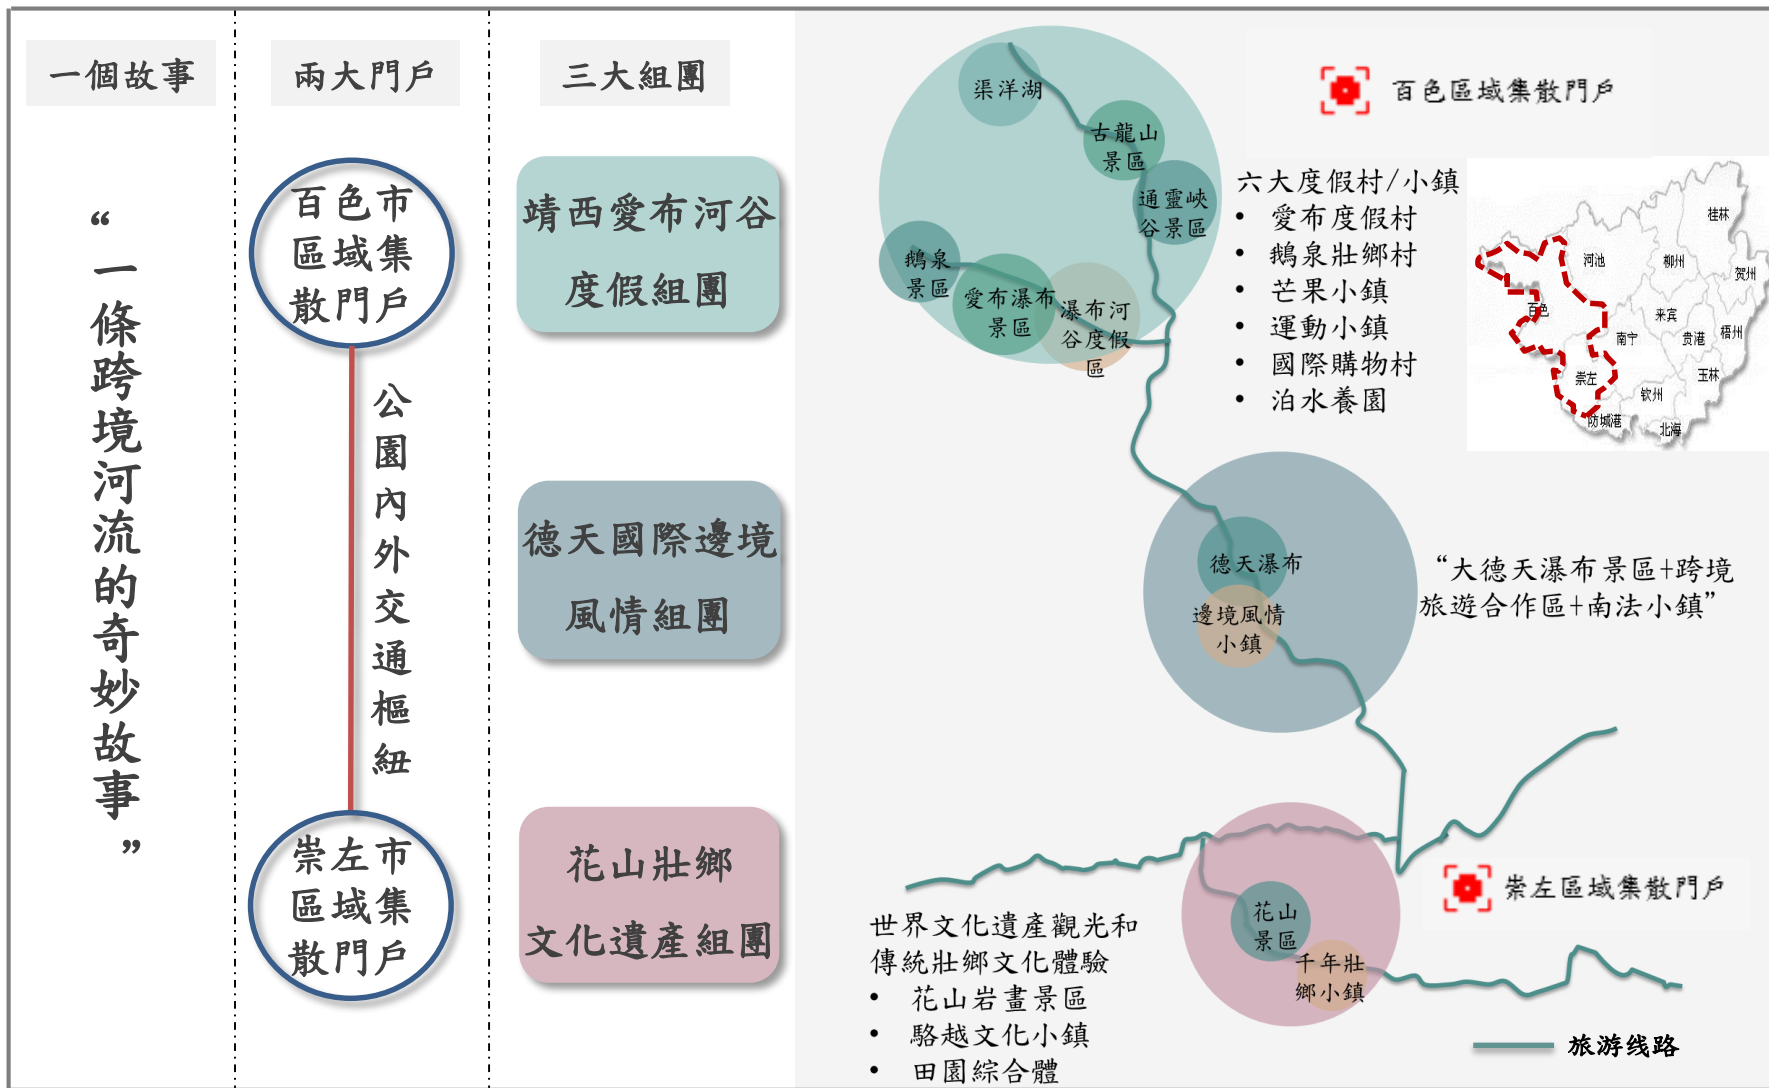 一個故事
兩大門戶
三大組團
“一條跨境河流的奇妙故事”
百色市
區域集
散門戶
公園內外交通樞紐
崇左市
區域集
散門戶
靖西愛布河谷
度假組團
德天國際邊境
風情組團
花山壯鄉
文化遺產組團
渠洋湖
古龍山
景區
通靈峽
谷景區
鵝泉
景區
愛布瀑布
景區
瀑布河
谷度假
區
百色區域集散門戶
六大度假村/小鎮
• 愛布度假村
• 鵝泉壯鄉村
• 芒果小鎮
• 運動小鎮
• 國際購物村
• 泊水養園
桂林
河池
柳州
贺州
百色
来宾
梧州
南宁
贵港
崇左
玉林
钦州
防城港
北海
德天瀑布
邊境風情
小鎮
“大德天瀑布景區+跨境
旅遊合作區+南法小鎮”
崇左區域集散門戶
花山
景區
千年壯
鄉小鎮
世界文化遺產觀光和
傳統壯鄉文化體驗
• 花山岩畫景區
• 駱越文化小鎮
• 田園綜合體
旅游线路